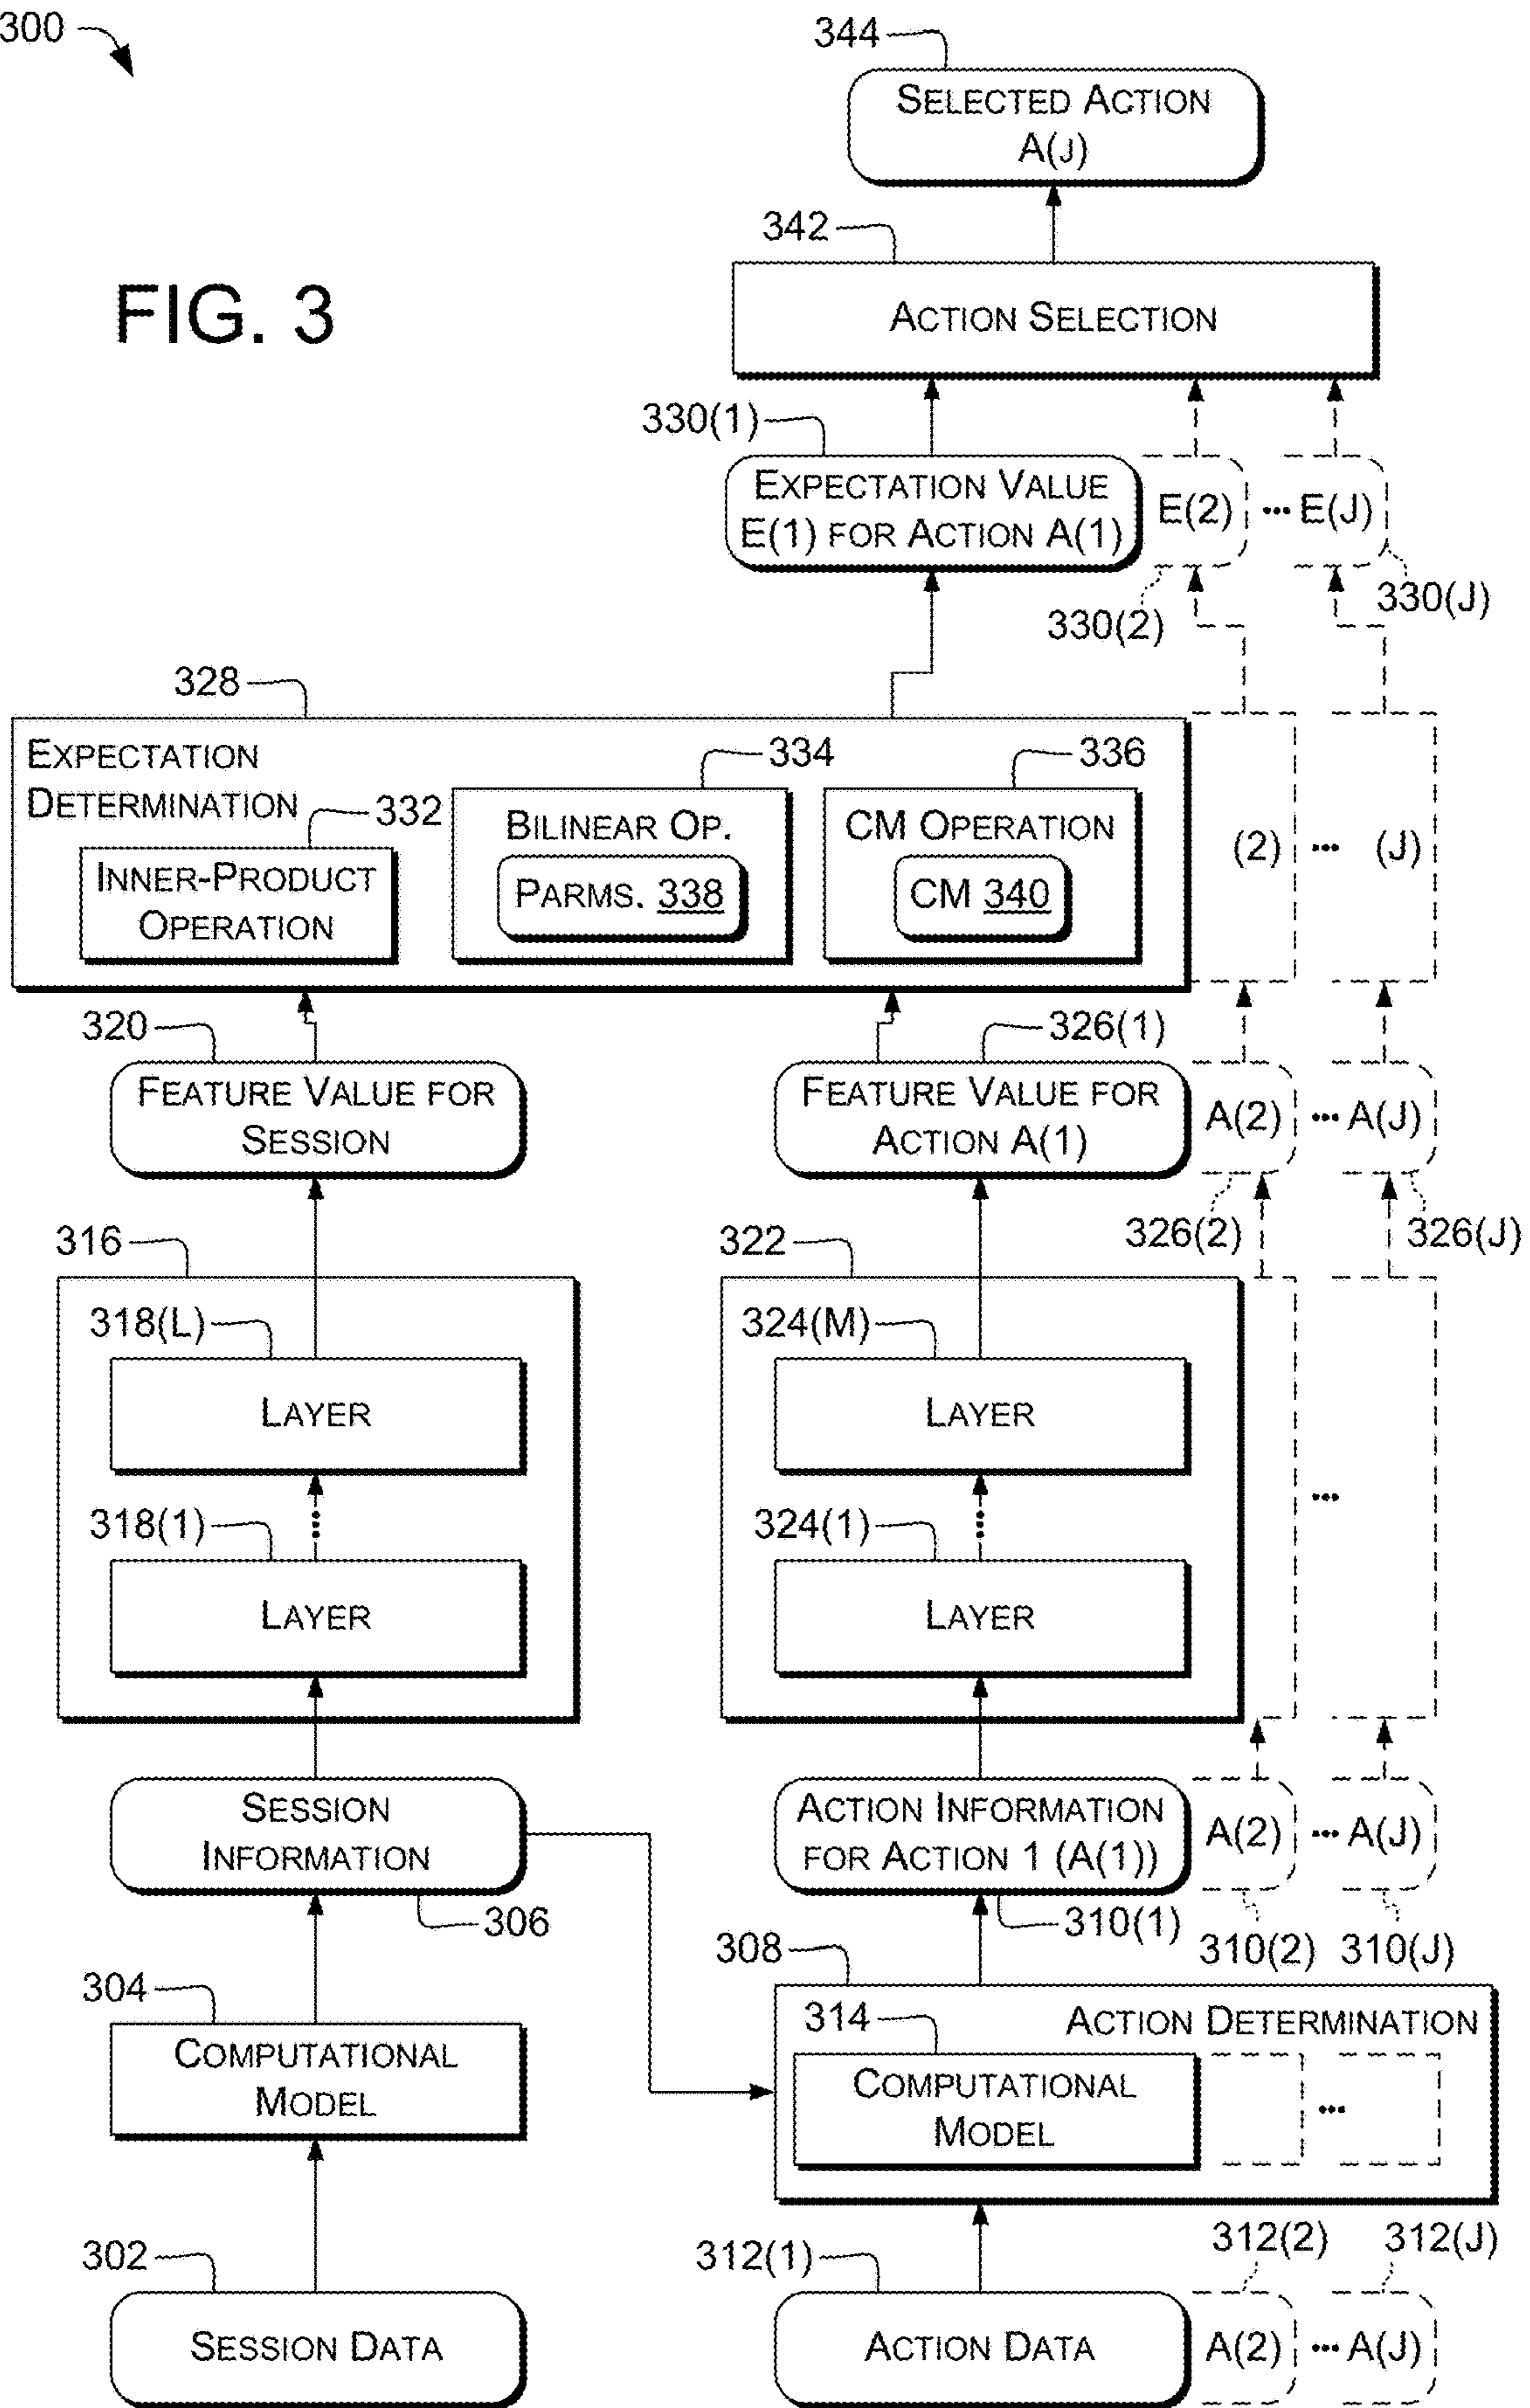 300
344
SELECTED ACTION
A(J)
342
FIG. 3
ACTION SELECTION
330(1)
EXPECTATION VALUE
E(1) FOR ACTION A(1)
E(2)
... E(J)
330(2)
330(J)
328
EXPECTATION
DETERMINATION
332
INNER-PRODUCT
OPERATION
334
BILINEAR OP.
PARMS. 338
336
CM OPERATION
CM 340
(2) ... (J)
320
FEATURE VALUE FOR
SESSION
326(1)
FEATURE VALUE FOR
ACTION A(1)
A(2) ... A(J)
326(2)
326(J)
316
318(L)
LAYER
...
318(1)
LAYER
322
324(M)
LAYER
...
324(1)
LAYER
...
SESSION
INFORMATION
306
ACTION INFORMATION
FOR ACTION 1 (A(1))
A(2) ... A(J)
310(1)
310(2)
310(J)
304
COMPUTATIONAL
MODEL
308
ACTION DETERMINATION
314
COMPUTATIONAL
MODEL
...
302
SESSION DATA
312(1)
ACTION DATA
312(2)
312(J)
A(2) ... A(J)